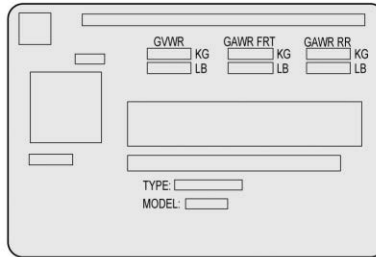 GVWR GAWR FRT GAWR RR
KG KG KG
LB LB LB
TYPE:
MODEL: